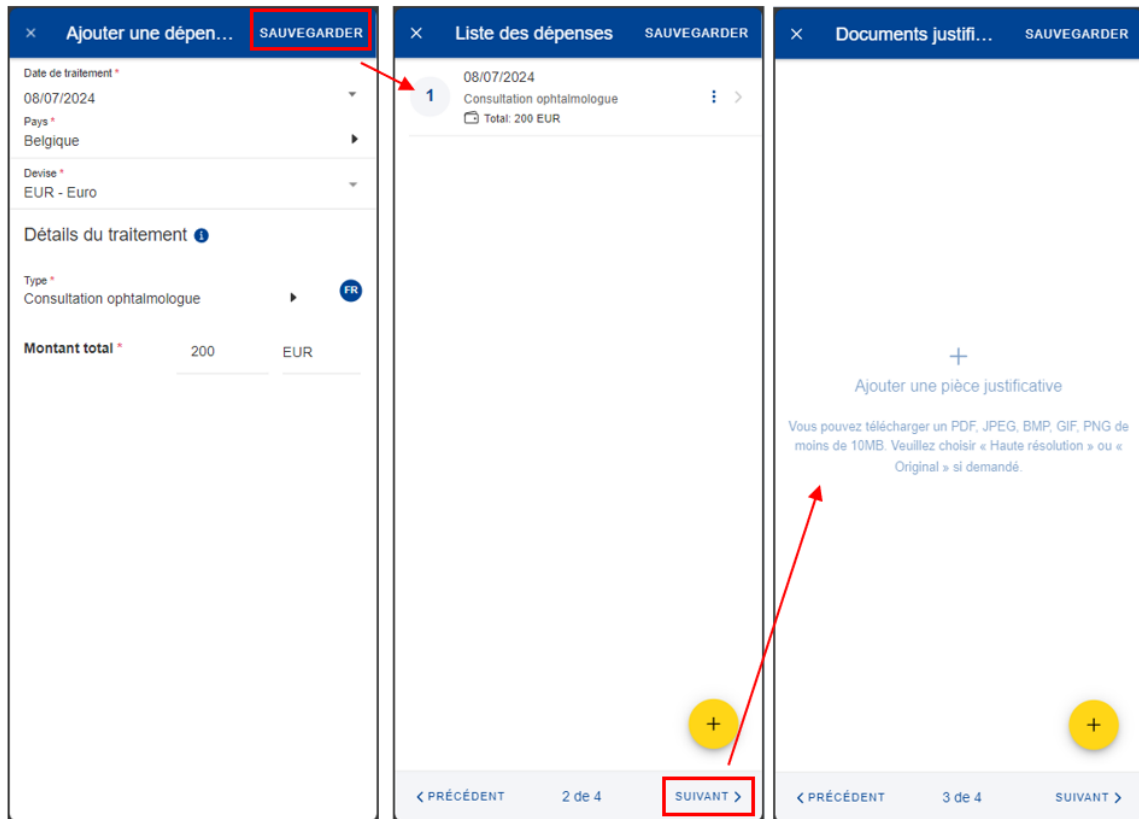 × Ajouter une dépen... SAUVEGARDER
Date de traitement *
08/07/2024
Pays *
Belgique
Devise *
EUR - Euro
Détails du traitement i
Type *
Consultation ophtalmologue FR
Montant total * 200 EUR
× Liste des dépenses SAUVEGARDER
1
08/07/2024
Consultation ophtalmologue
Total: 200 EUR
+
< PRÉCÉDENT 2 de 4 SUIVANT >
× Documents justifi... SAUVEGARDER
+
Ajouter une pièce justificative
Vous pouvez télécharger un PDF, JPEG, BMP, GIF, PNG de
moins de 10MB. Veuillez choisir « Haute résolution » ou «
Original » si demandé.
+
< PRÉCÉDENT 3 de 4 SUIVANT >